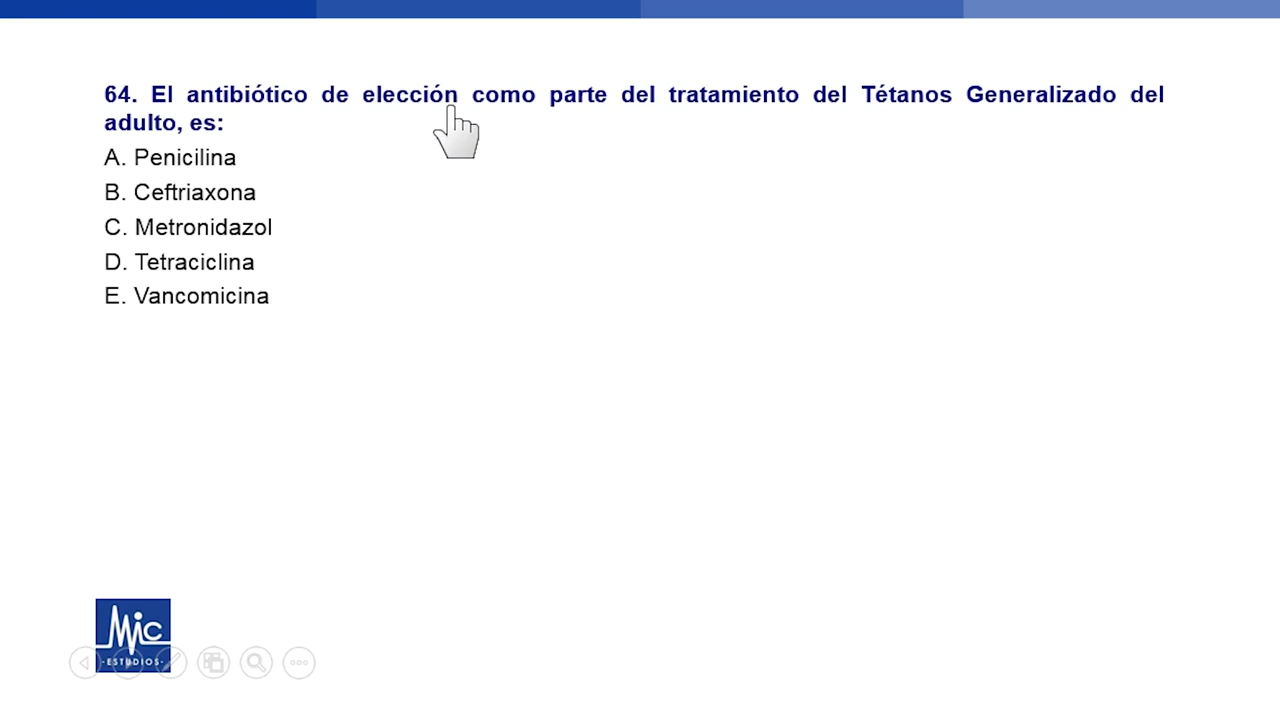 64. El antibiótico de elección como parte del tratamiento del Tétanos Generalizado del
adulto, es:
A. Penicilina
B. Ceftriaxona
C. Metronidazol
D. Tetraciclina
E. Vancomicina
Mic
-ESTUDIOS-